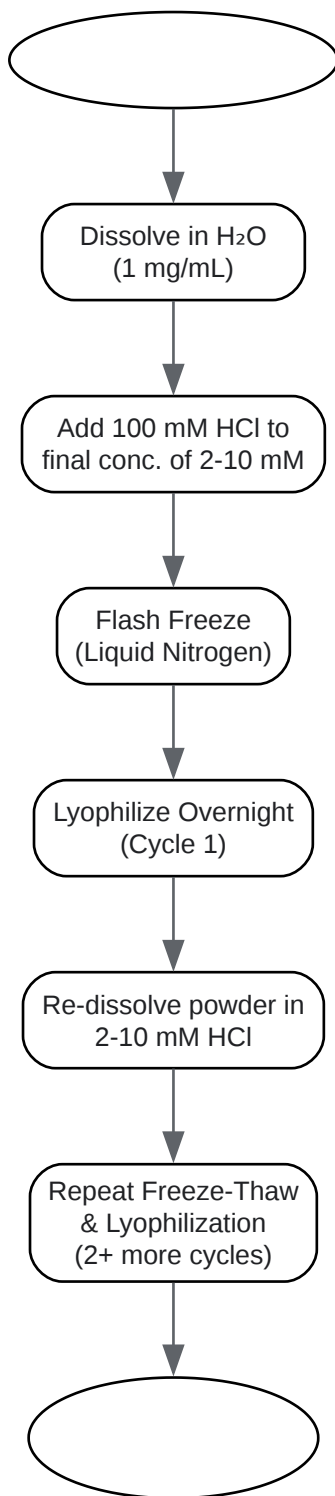 Dissolve in H₂O
(1 mg/mL)
Add 100 mM HCl to
final conc. of 2-10 mM
Flash Freeze
(Liquid Nitrogen)
Lyophilize Overnight
(Cycle 1)
Re-dissolve powder in
2-10 mM HCl
Repeat Freeze-Thaw
& Lyophilization
(2+ more cycles)